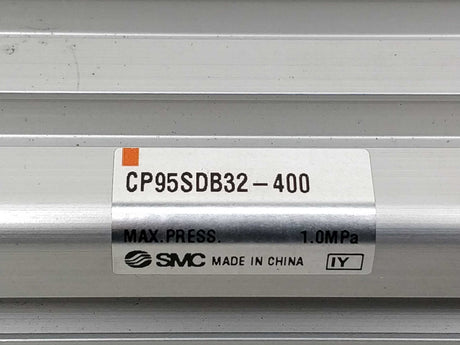 CP95SDB32-400
MAX.PRESS. 1.0MPa
SMC MADE IN CHINA IY